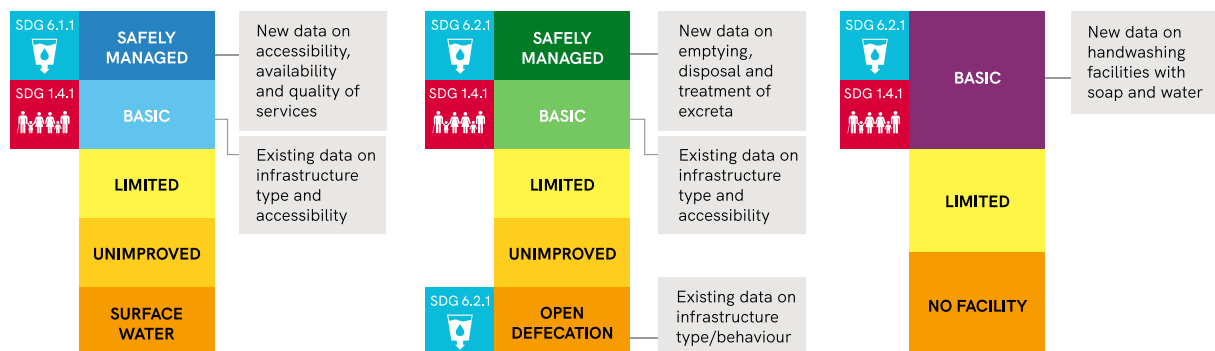 SDG 6.1.1
SAFELY
MANAGED
New data on
accessibility,
availability
and quality of
services
SDG 1.4.1
BASIC
Existing data on
infrastructure
type and
accessibility
LIMITED
UNIMPROVED
SURFACE
WATER
SDG 6.2.1
SAFELY
MANAGED
New data on
emptying,
disposal and
treatment of
excreta
SDG 1.4.1
BASIC
Existing data on
infrastructure
type and
accessibility
LIMITED
UNIMPROVED
SDG 6.2.1
OPEN
DEFECATION
Existing data on
infrastructure
type/behaviour
SDG 6.2.1
SDG 1.4.1
BASIC
New data on
handwashing
facilities with
soap and water
LIMITED
NO FACILITY